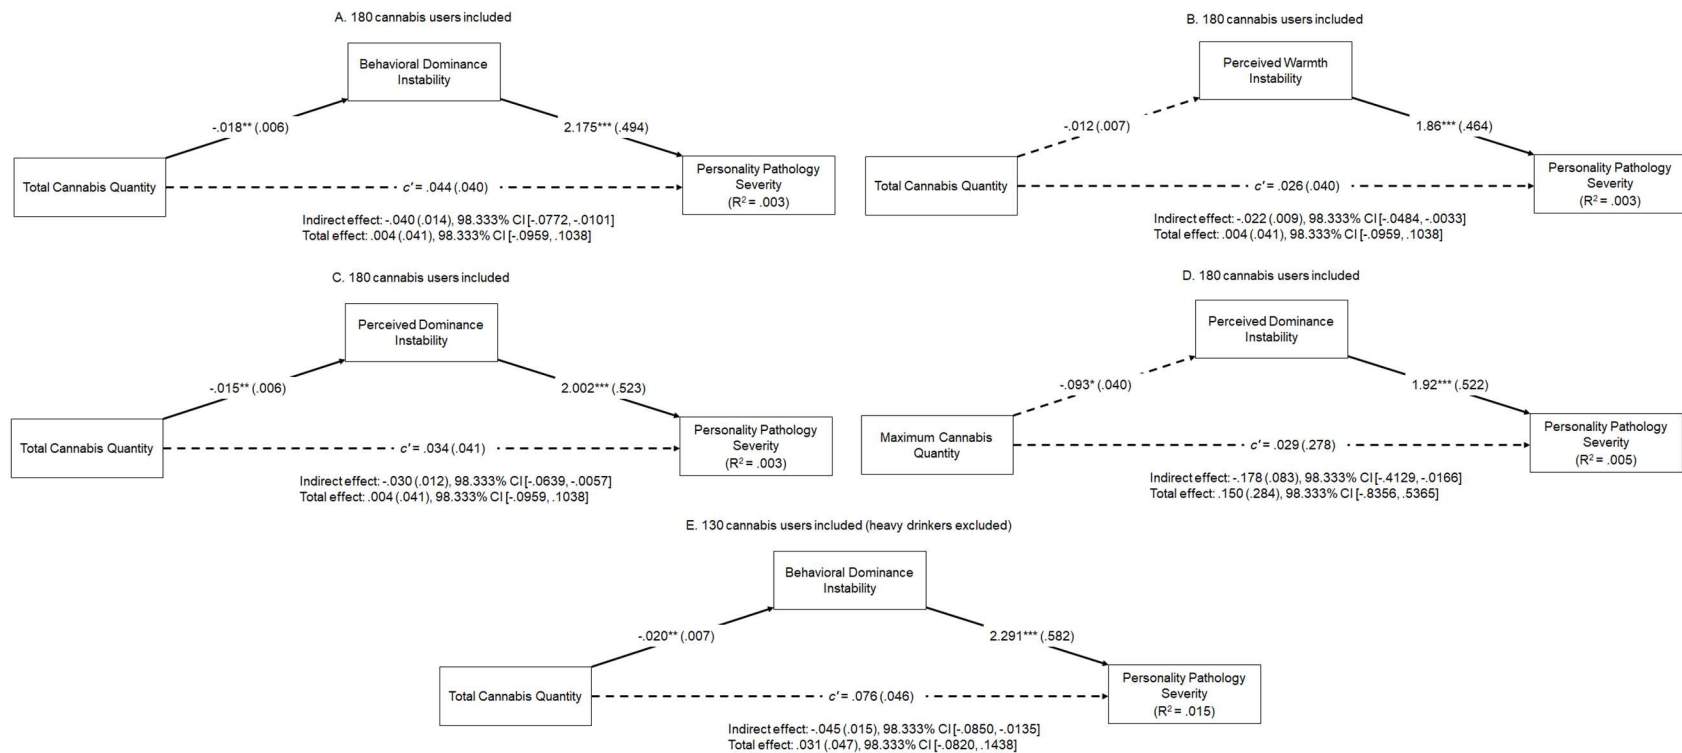 A. 180 cannabis users included
Behavioral Dominance
Instability
-.018** (.006)
2.175*** (.494)
Total Cannabis Quantity
c' = .044 (.040)
Personality Pathology
Severity
(R² = .003)
Indirect effect: -.040 (.014), 98.333% CI [-.0772, -.0101]
Total effect: .004 (.041), 98.333% CI [-.0959, .1038]
B. 180 cannabis users included
Perceived Warmth
Instability
-.012 (.007)
1.86*** (.464)
Total Cannabis Quantity
c' = .026 (.040)
Personality Pathology
Severity
(R² = .003)
Indirect effect: -.022 (.009), 98.333% CI [-.0484, -.0033]
Total effect: .004 (.041), 98.333% CI [-.0959, .1038]
C. 180 cannabis users included
Perceived Dominance
Instability
-.015** (.006)
2.002*** (.523)
Total Cannabis Quantity
c' = .034 (.041)
Personality Pathology
Severity
(R² = .003)
Indirect effect: -.030 (.012), 98.333% CI [-.0639, -.0057]
Total effect: .004 (.041), 98.333% CI [-.0959, .1038]
D. 180 cannabis users included
Perceived Dominance
Instability
-.093* (.040)
1.92*** (.522)
Maximum Cannabis
Quantity
c' = .029 (.278)
Personality Pathology
Severity
(R² = .005)
Indirect effect: -.178 (.083), 98.333% CI [-.4129, -.0166]
Total effect: .150 (.284), 98.333% CI [-.8356, .5365]
E. 130 cannabis users included (heavy drinkers excluded)
Behavioral Dominance
Instability
-.020** (.007)
2.291*** (.582)
Total Cannabis Quantity
c' = .076 (.046)
Personality Pathology
Severity
(R² = .015)
Indirect effect: -.045 (.015), 98.333% CI [-.0850, -.0135]
Total effect: .031 (.047), 98.333% CI [-.0820, .1438]